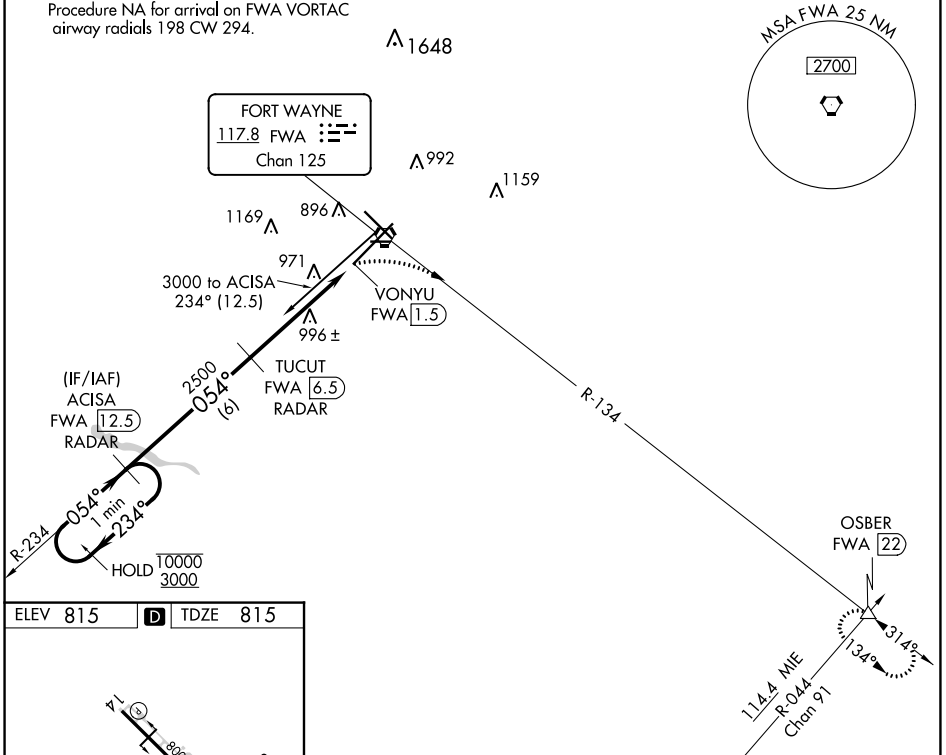 Procedure NA for arrival on FWA VORTAC
airway radials 198 CW 294.
1648
MSA FWA 25 NM
2700
FORT WAYNE
117.8 FWA
Chan 125
992
1159
1169
896
971
3000 to ACISA
234° (12.5)
VONYU
FWA 1.5
996 ±
TUCUT
FWA 6.5
RADAR
2500
054°
(6)
(IF/IAF)
ACISA
FWA 12.5
RADAR
R-134
054°
1 min
234°
R-234
HOLD 10000
3000
OSBER
FWA 22
314°
134°
114.4 MIE
R-044
Chan 91
ELEV 815 D TDZE 815
14
P